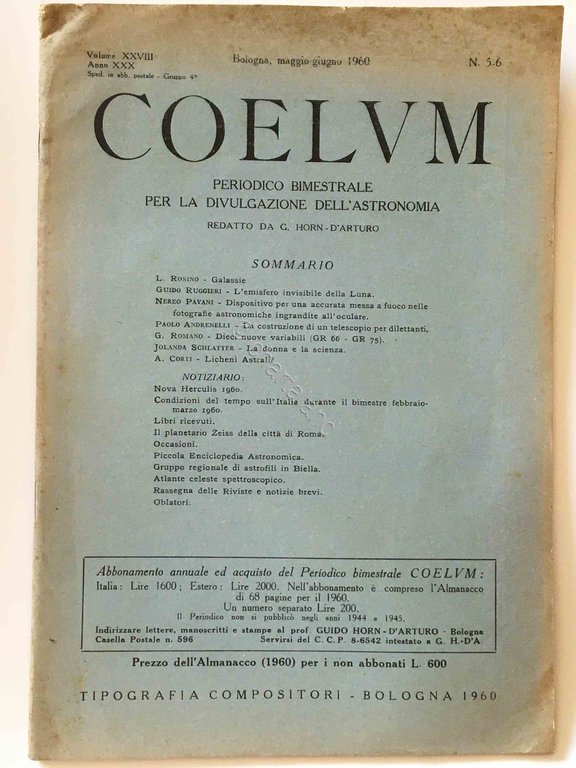 Volume XXVIII
Anno XXX
Sped. in abb. postale - Gruppo 4°
Bologna, maggio-giugno 1960
N. 5-6
COELVM
PERIODICO BIMESTRALE
PER LA DIVULGAZIONE DELL'ASTRONOMIA
REDATTO DA G. HORN-D'ARTURO
SOMMARIO
L. ROSINO - Galassie
GUIDO RUGGIERI - L'emisfero invisibile della Luna.
NEREO PAVANI - Dispositivo per una accurata messa a fuoco nelle
fotografie astronomiche ingrandite all'oculare.
PAOLO ANDRENELLI - La costruzione di un telescopio per dilettanti.
G. ROMANO - Dieci nuove variabili (GR 66 - GR 75).
JOLANDA SCHLATTER - La donna e la scienza.
A. CORTI - Licheni Astrali?
NOTIZIARIO:
Nova Herculis 1960.
Condizioni del tempo sull'Italia durante il bimestre febbraio-
marzo 1960.
Libri ricevuti.
Il planetario Zeiss della città di Roma.
Occasioni.
Piccola Enciclopedia Astronomica.
Gruppo regionale di astrofili in Biella.
Atlante celeste spettroscopico.
Rassegna delle Riviste e notizie brevi.
Oblatori.
Abbonamento annuale ed acquisto del Periodico bimestrale COELVM:
Italia: Lire 1600; Estero: Lire 2000. Nell'abbonamento è compreso l'Almanacco
di 68 pagine per il 1960.
Un numero separato Lire 200.
Il Periodico non si pubblicò negli anni 1944 e 1945.
Indirizzare lettere, manoscritti e stampe al prof. GUIDO HORN-D'ARTURO - Bologna
Casella Postale n. 596 Servirsi del C. C. P. 8-6542 intestato a G. H.-D'A.
Prezzo dell'Almanacco (1960) per i non abbonati L. 600
TIPOGRAFIA COMPOSITORI - BOLOGNA 1960